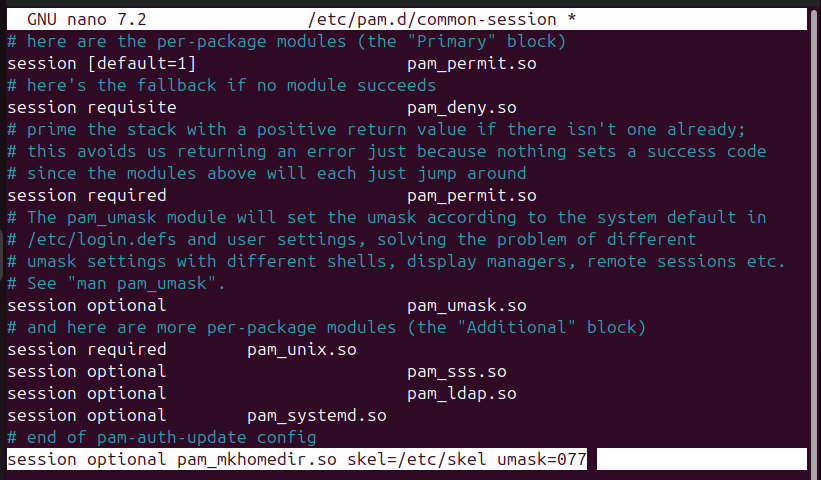 GNU nano 7.2 /etc/pam.d/common-session *
# here are the per-package modules (the "Primary" block)
session [default=1] pam_permit.so
# here's the fallback if no module succeeds
session requisite pam_deny.so
# prime the stack with a positive return value if there isn't one already;
# this avoids us returning an error just because nothing sets a success code
# since the modules above will each just jump around
session required pam_permit.so
# The pam_umask module will set the umask according to the system default in
# /etc/login.defs and user settings, solving the problem of different
# umask settings with different shells, display managers, remote sessions etc.
# See "man pam_umask".
session optional pam_umask.so
# and here are more per-package modules (the "Additional" block)
session required pam_unix.so
session optional pam_sss.so
session optional pam_ldap.so
session optional pam_systemd.so
# end of pam-auth-update config
session optional pam_mkhomedir.so skel=/etc/skel umask=077